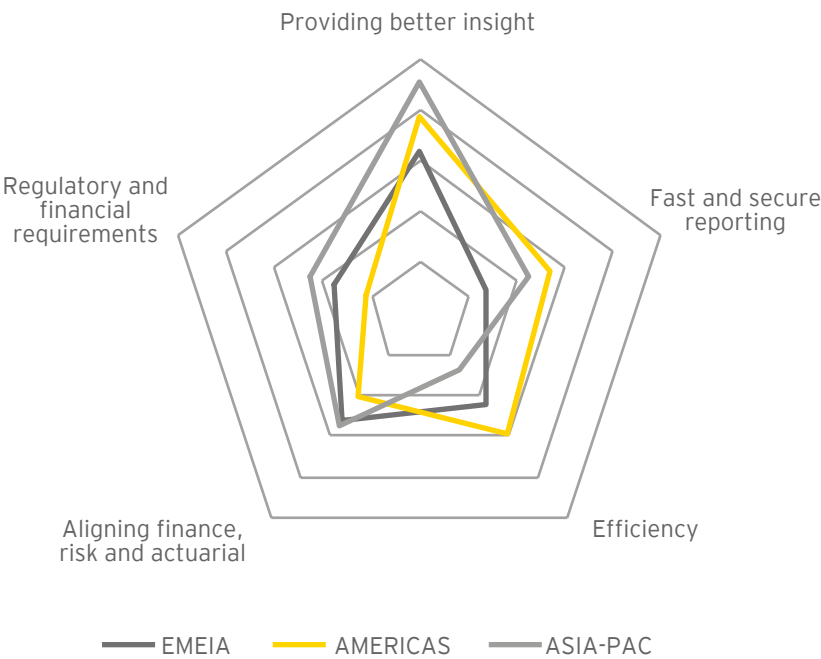 Providing better insight
Regulatory and
financial
requirements
Fast and secure
reporting
Aligning finance,
risk and actuarial
Efficiency
EMEIA
AMERICAS
ASIA-PAC